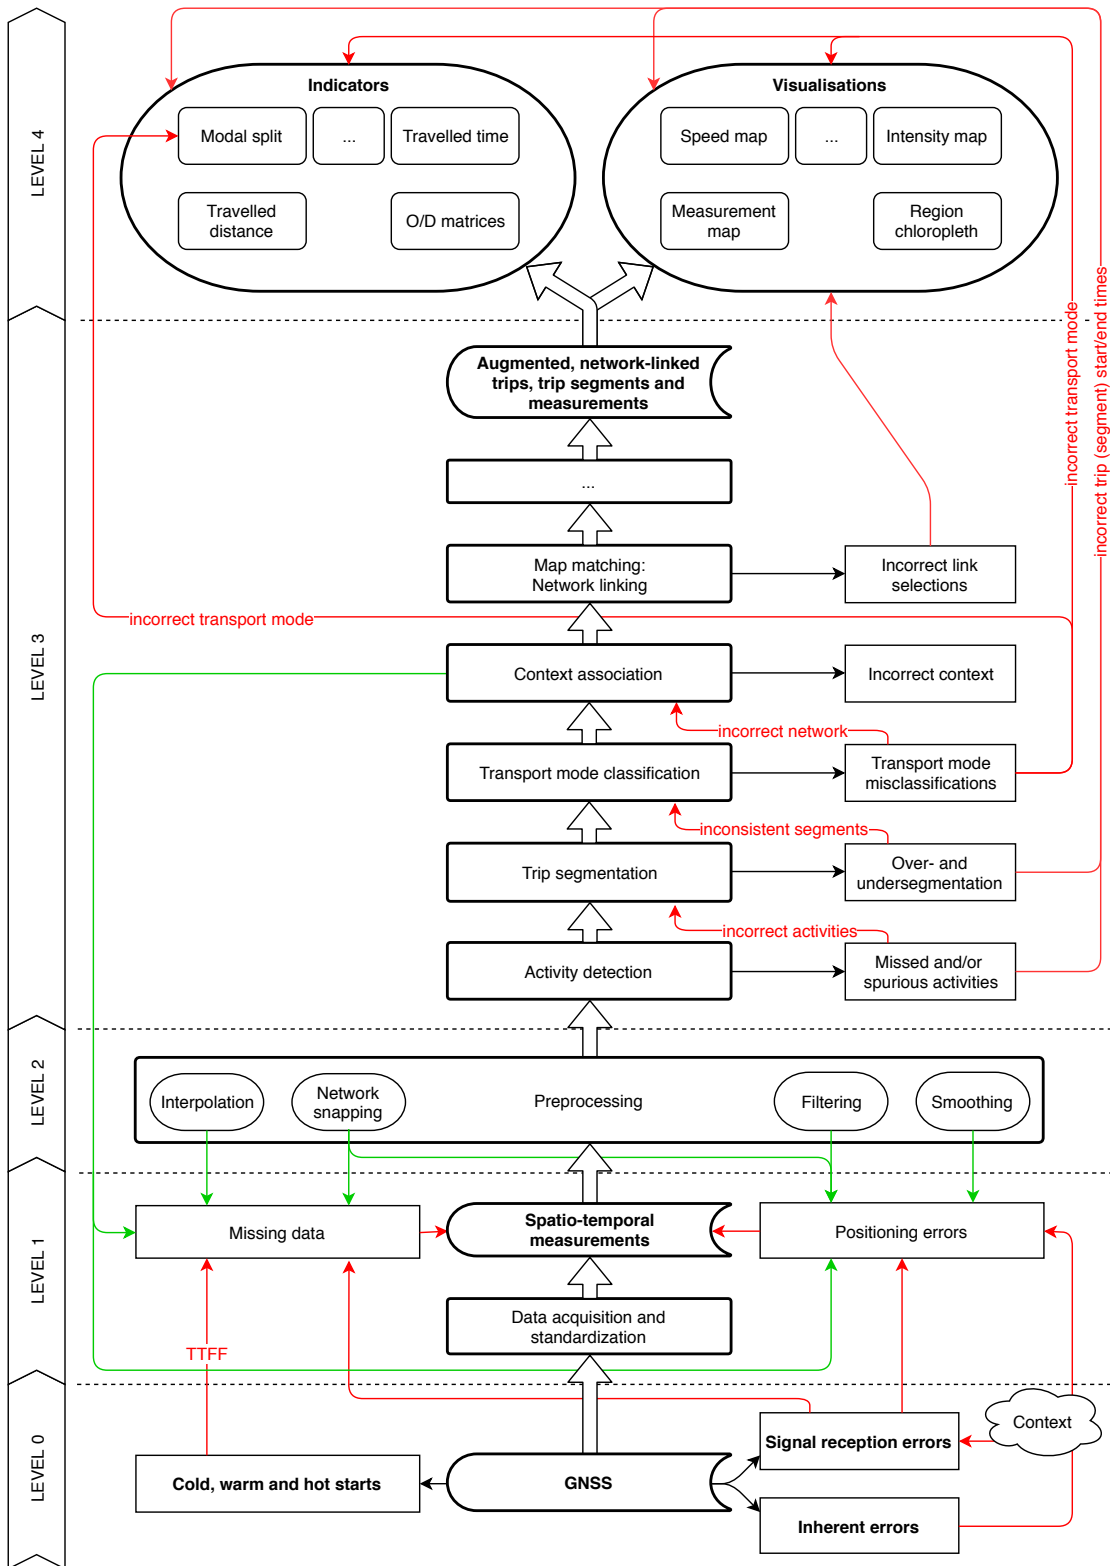 LEVEL 4
Indicators
Modal split
...
Travelled time
Travelled
distance
O/D matrices
Visualisations
Speed map
...
Intensity map
Measurement
map
Region
chloropleth
incorrect transport mode
incorrect trip (segment) start/end times
LEVEL 3
Augmented, network-linked
trips, trip segments and
measurements
...
Map matching:
Network linking
Incorrect link
selections
incorrect transport mode
Context association
Incorrect context
incorrect network
Transport mode classification
Transport mode
misclassifications
inconsistent segments
Trip segmentation
Over- and
undersegmentation
incorrect activities
Activity detection
Missed and/or
spurious activities
LEVEL 2
Interpolation
Network
snapping
Preprocessing
Filtering
Smoothing
LEVEL 1
Missing data
Spatio-temporal
measurements
Positioning errors
Data acquisition and
standardization
TTFF
LEVEL 0
Context
Signal reception errors
Cold, warm and hot starts
GNSS
Inherent errors